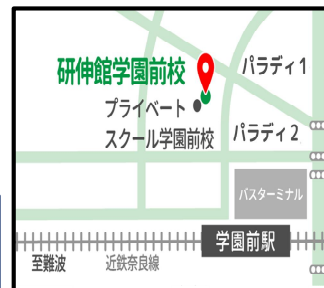 研伸館学園前校
パラディ1
プライベート
スクール学園前校
パラディ2
バスターミナル
学園前駅
至難波
近鉄奈良線